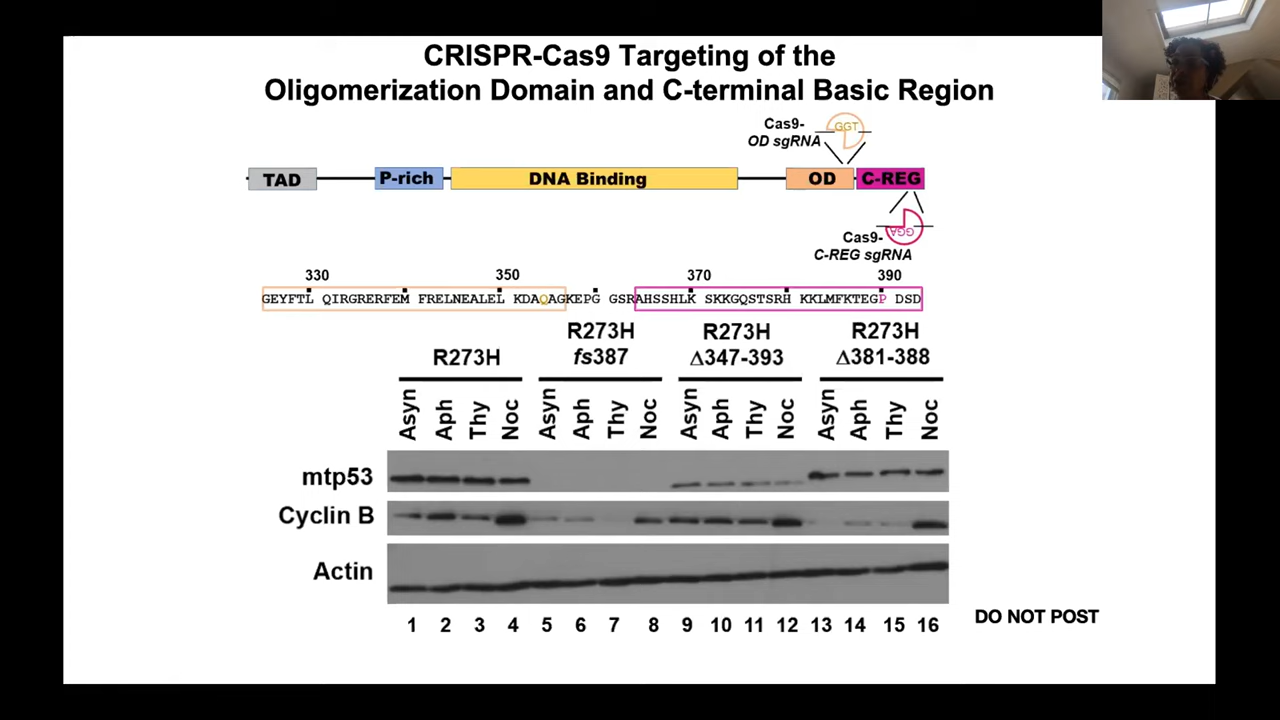 CRISPR-Cas9 Targeting of the
Oligomerization Domain and C-terminal Basic Region
Cas9-
OD sgRNA
GGT
TAD P-rich DNA Binding OD C-REG
GGA
Cas9-
C-REG sgRNA
330 350 370 390
GEYFTL QIRGRERFEM FRELNEALEL KDAQAGKEPG GSRAHSSHLK SKKGQSTSRH KKLMFKTEGP DSD
R273H
R273H fs387
R273H Δ347-393
R273H Δ381-388
Asyn Aph Thy Noc Asyn Aph Thy Noc Asyn Aph Thy Noc Asyn Aph Thy Noc
mtp53
Cyclin B
Actin
1 2 3 4 5 6 7 8 9 10 11 12 13 14 15 16
DO NOT POST